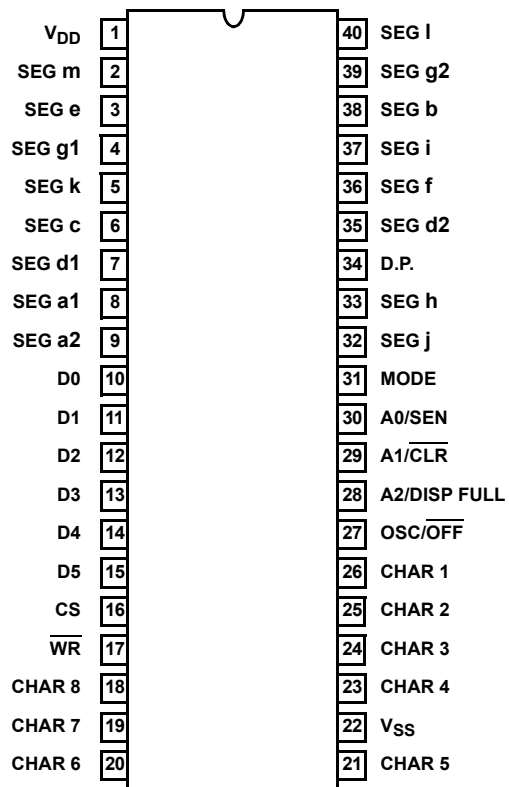 VDD 1 40 SEG l
SEG m 2 39 SEG g2
SEG e 3 38 SEG b
SEG g1 4 37 SEG i
SEG k 5 36 SEG f
SEG c 6 35 SEG d2
SEG d1 7 34 D.P.
SEG a1 8 33 SEG h
SEG a2 9 32 SEG j
D0 10 31 MODE
D1 11 30 A0/SEN
D2 12 29 A1/C̅L̅R̅
D3 13 28 A2/DISP FULL
D4 14 27 OSC/O̅F̅F̅
D5 15 26 CHAR 1
CS 16 25 CHAR 2
W̅R̅ 17 24 CHAR 3
CHAR 8 18 23 CHAR 4
CHAR 7 19 22 VSS
CHAR 6 20 21 CHAR 5